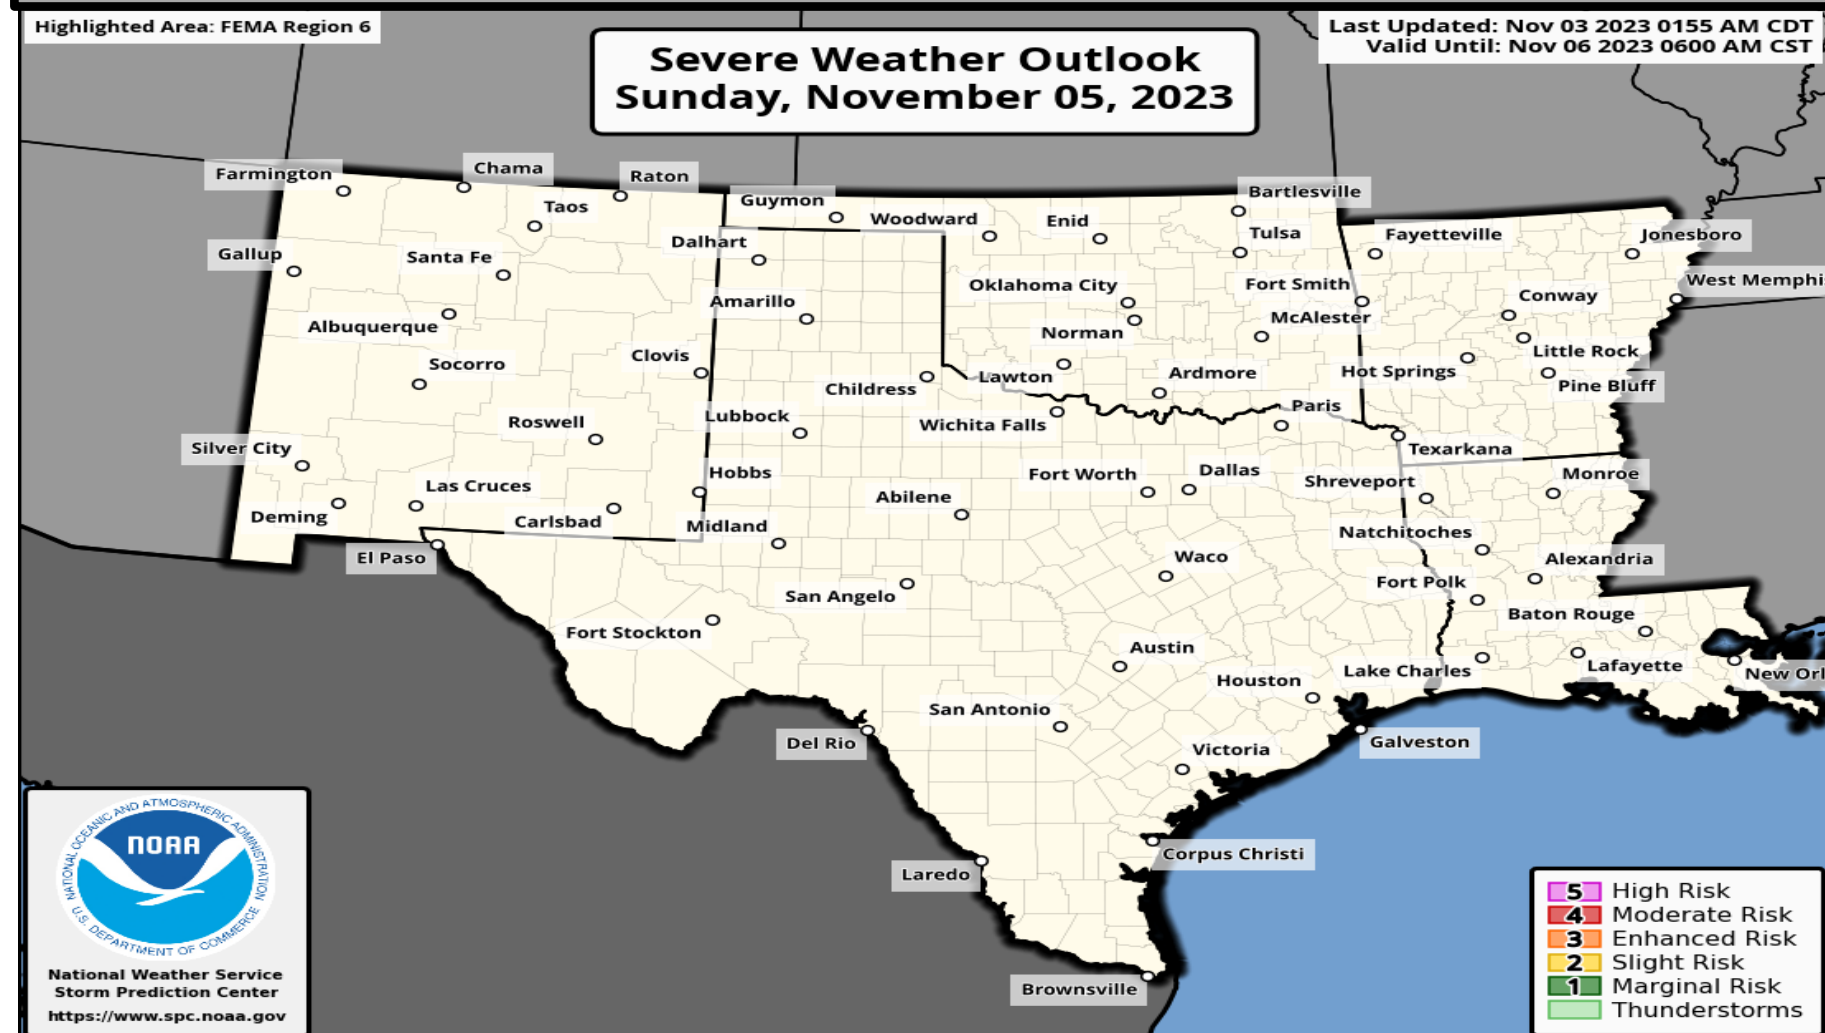 Highlighted Area: FEMA Region 6
Last Updated: Nov 03 2023 0155 AM CDT
Valid Until: Nov 06 2023 0600 AM CST
Severe Weather Outlook
Sunday, November 05, 2023
Farmington
Chama
Raton
Taos
Guymon
Woodward
Enid
Bartlesville
Tulsa
Fayetteville
Jonesboro
Gallup
Santa Fe
Dalhart
Oklahoma City
Fort Smith
Conway
West Memphi
Albuquerque
Amarillo
Norman
McAlester
Little Rock
Socorro
Clovis
Childress
Lawton
Ardmore
Hot Springs
Pine Bluff
Roswell
Lubbock
Wichita Falls
Paris
Texarkana
Silver City
Las Cruces
Hobbs
Abilene
Fort Worth
Dallas
Shreveport
Monroe
Deming
Carlsbad
Midland
Natchitoches
El Paso
Waco
Alexandria
San Angelo
Fort Polk
Fort Stockton
Baton Rouge
Austin
Houston
Lake Charles
Lafayette
New Orl
San Antonio
Del Rio
Victoria
Galveston
Corpus Christi
Laredo
Brownsville
NATIONAL OCEANIC AND ATMOSPHERIC ADMINISTRATION
NOAA
U.S. DEPARTMENT OF COMMERCE
National Weather Service
Storm Prediction Center
https://www.spc.noaa.gov
5 High Risk
4 Moderate Risk
3 Enhanced Risk
2 Slight Risk
1 Marginal Risk
Thunderstorms